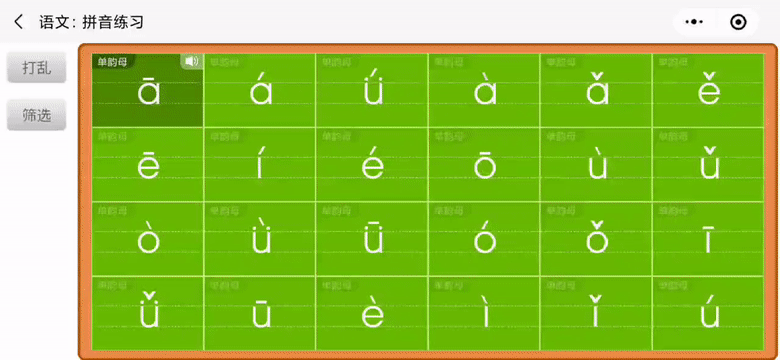 语文：拼音练习
打乱
筛选
单韵母 单韵母 单韵母 单韵母 单韵母 单韵母
ā á ǘ à ǎ ě
单韵母 单韵母 单韵母 单韵母 单韵母 单韵母
ē í é ō ù ǔ
单韵母 单韵母 单韵母 单韵母 单韵母 单韵母
ò ǜ ǖ ó ǒ ī
单韵母 单韵母 单韵母 单韵母 单韵母 单韵母
ǚ ū è ì ǐ ú